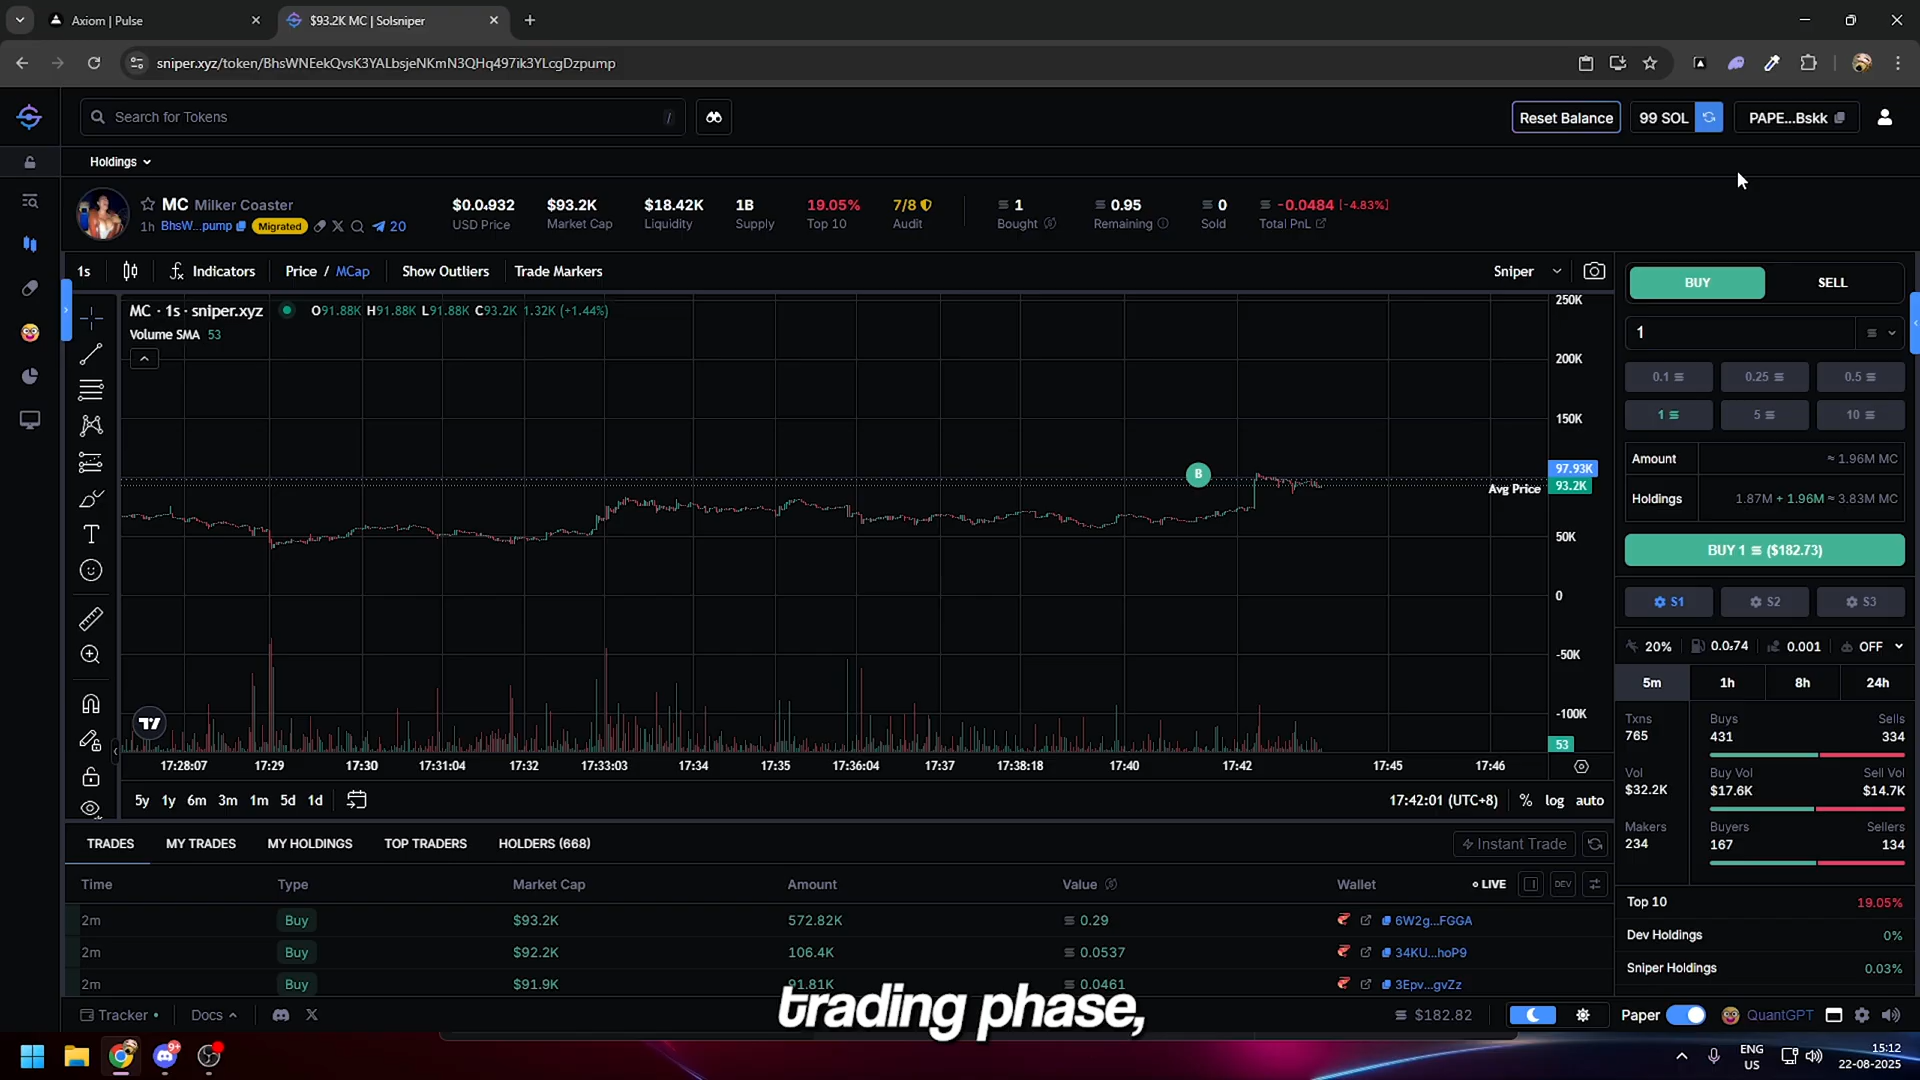 Axiom | Pulse
$93.2K MC | Solsniper
sniper.xyz/token/BhsWNEekQvsK3YALbsjeNKmN3QHq497ik3YLcgDzpump
Search for Tokens /
Reset Balance 99 SOL PAPE...Bskk
Holdings
MC Milker Coaster
1h BhsW...pump Migrated 20
$0.0₄932 USD Price
$93.2K Market Cap
$18.42K Liquidity
1B Supply
19.05% Top 10
7/8 Audit
1 Bought
0.95 Remaining
0 Sold
-0.0484 [-4.83%] Total PnL
1s Indicators Price / MCap Show Outliers Trade Markers Sniper
MC · 1s · sniper.xyz O91.88K H91.88K L91.88K C93.2K 1.32K (+1.44%)
Volume SMA 53
B
Avg Price
250K
200K
150K
97.93K
93.2K
50K
0
-50K
-100K
53
17:28:07 17:29 17:30 17:31:04 17:32 17:33:03 17:34 17:35 17:36:04 17:37 17:38:18 17:40 17:42 17:45 17:46
5y 1y 6m 3m 1m 5d 1d 17:42:01 (UTC+8) % log auto
BUY SELL
1
0.1 0.25 0.5
1 5 10
Amount ≈ 1.96M MC
Holdings 1.87M + 1.96M ≈ 3.83M MC
BUY 1 ($182.73)
S1 S2 S3
20% 0.0₅74 0.001 OFF
5m 1h 8h 24h
Txns Buys Sells
765 431 334
Vol Buy Vol Sell Vol
$32.2K $17.6K $14.7K
Makers Buyers Sellers
234 167 134
Top 10 19.05%
Dev Holdings 0%
Sniper Holdings 0.03%
TRADES MY TRADES MY HOLDINGS TOP TRADERS HOLDERS (668) Instant Trade
Time Type Market Cap Amount Value Wallet LIVE DEV
2m Buy $93.2K 572.82K 0.29 6W2g...FGGA
2m Buy $92.2K 106.4K 0.0537 34KU...hoP9
2m Buy $91.9K 91.81K 0.0461 3Epv...gvZz
trading phase,
Tracker Docs $182.82 Paper QuantGPT
9+
ENG
US
15:12
22-08-2025